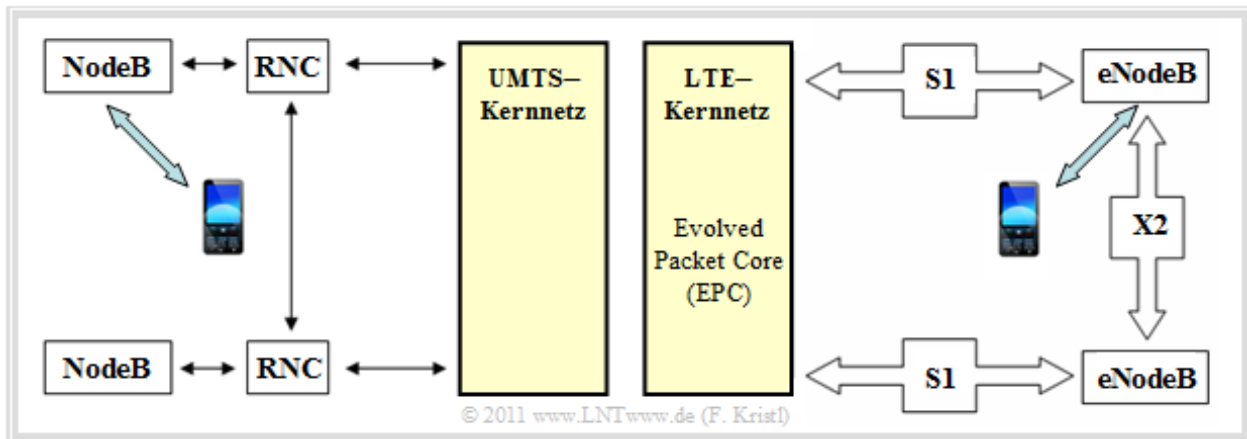 NodeB
RNC
UMTS–
Kernnetz
LTE–
Kernnetz
S1
eNodeB
X2
Evolved
Packet Core
(EPC)
NodeB
RNC
S1
eNodeB
© 2011 www.LNTwww.de (F. Kristl)